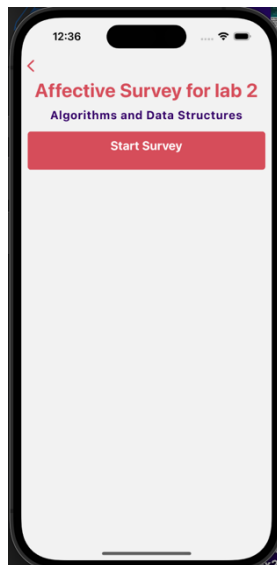 12:36
Affective Survey for lab 2
Algorithms and Data Structures
Start Survey